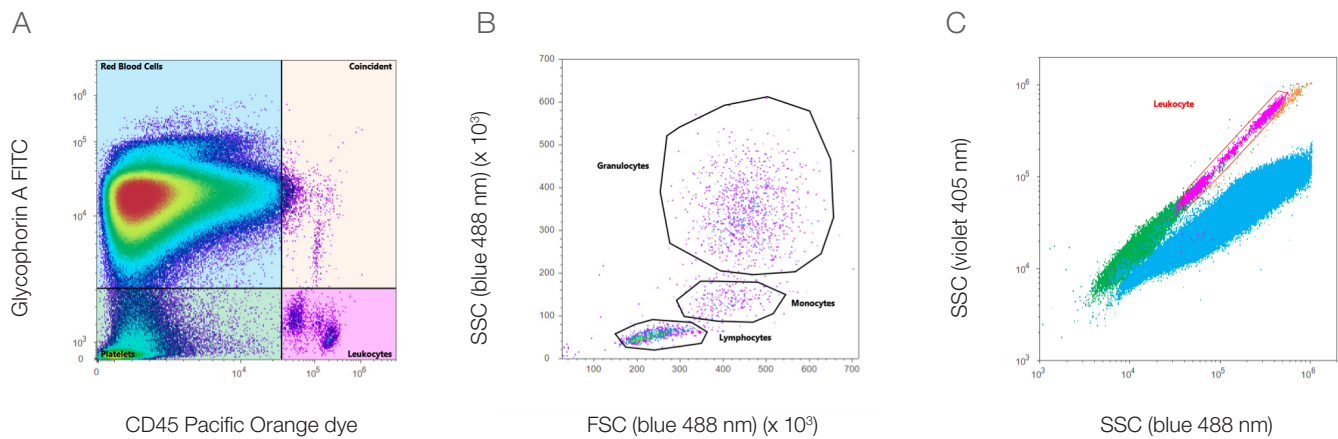 A
Red Blood Cells
Coincident
Platelets
Leukocytes
10⁶
10⁵
10⁴
10³
0
0
10⁴
10⁵
10⁶
Glycophorin A FITC
CD45 Pacific Orange dye
B
700
600
500
400
300
200
100
0
Granulocytes
Monocytes
Lymphocytes
100
200
300
400
500
600
700
SSC (blue 488 nm) (x 10³)
FSC (blue 488 nm) (x 10³)
C
10⁶
10⁵
10⁴
10³
Leukocyte
10³
10⁴
10⁵
10⁶
SSC (violet 405 nm)
SSC (blue 488 nm)